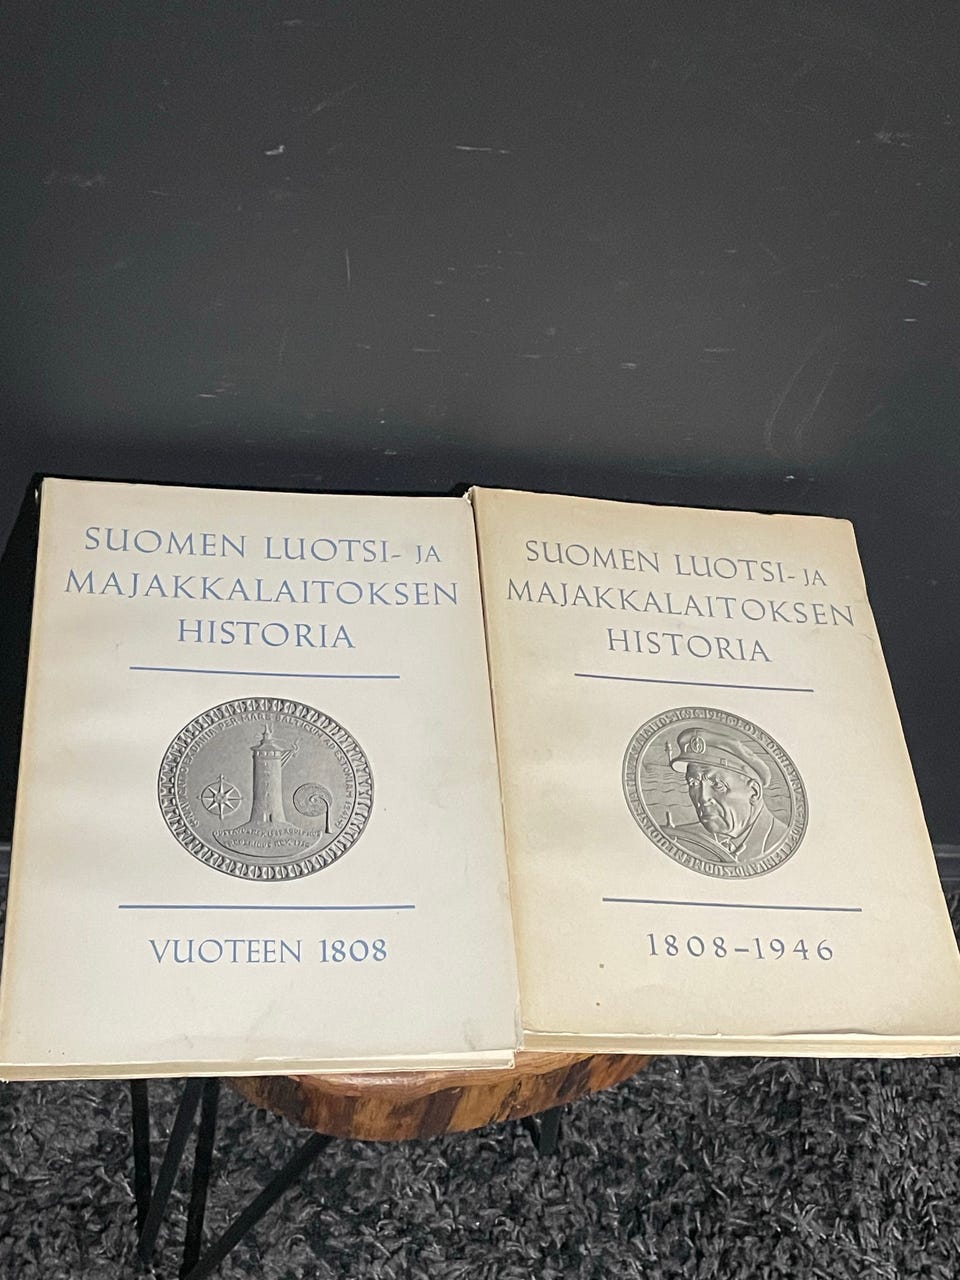 SUOMEN LUOTSI- JA
MAJAKKALAITOKSEN
HISTORIA
VUOTEEN 1808
SUOMEN LUOTSI- JA
MAJAKKALAITOKSEN
HISTORIA
1808-1946